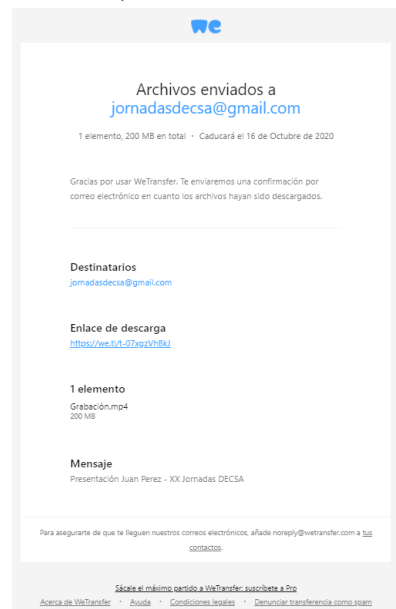 we
Archivos enviados a
jornadasdecsa@gmail.com
1 elemento, 200 MB en total · Caducará el 16 de Octubre de 2020
Gracias por usar WeTransfer. Te enviaremos una confirmación por
correo electrónico en cuanto los archivos hayan sido descargados.
Destinatarios
jornadasdecsa@gmail.com
Enlace de descarga
https://we.tl/t-07xgzVhBkJ
1 elemento
Grabación.mp4
200 MB
Mensaje
Presentación Juan Perez - XX Jornadas DECSA
Para asegurarte de que te lleguen nuestros correos electrónicos, añade noreply@wetransfer.com a tus
contactos.
Sácale el máximo partido a WeTransfer: suscríbete a Pro
Acerca de WeTransfer · Ayuda · Condiciones legales · Denunciar transferencia como spam